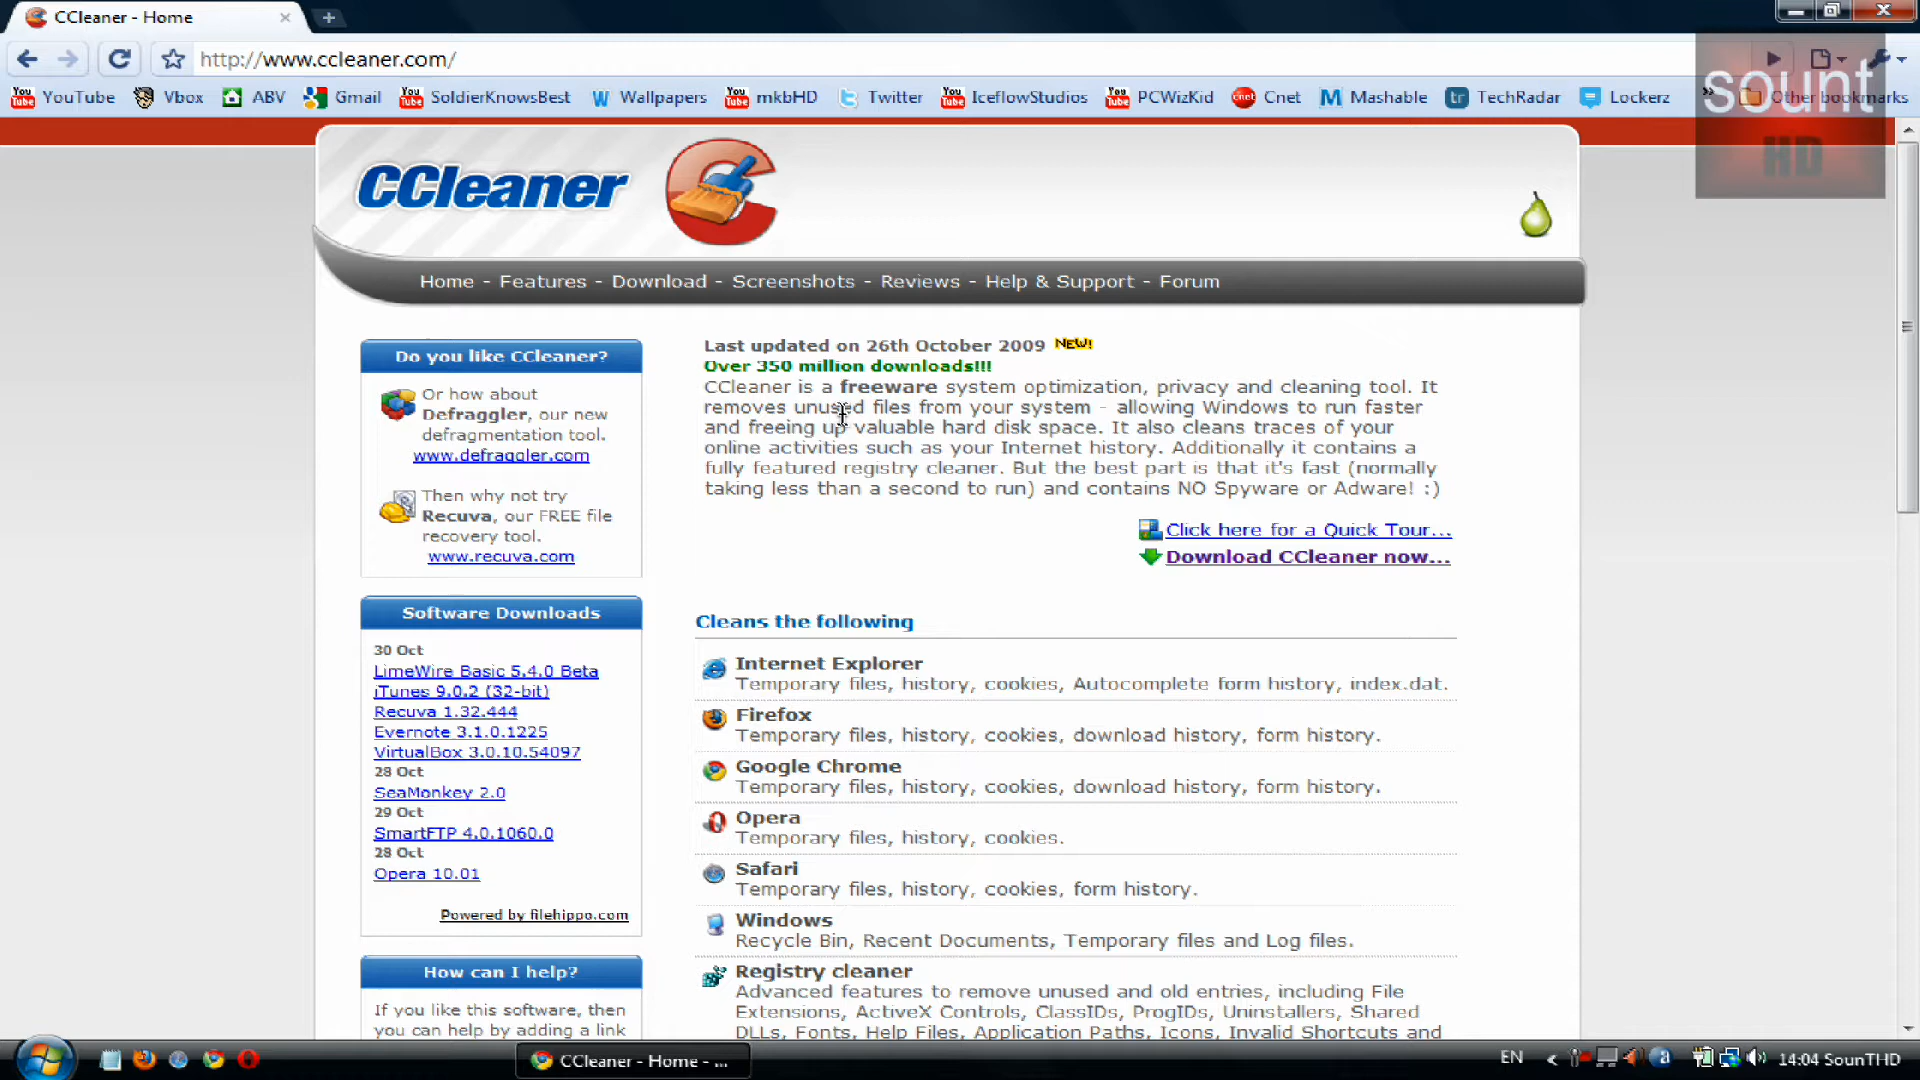 CCleaner - Home
http://www.ccleaner.com/
YouTube Vbox ABV Gmail SoldierKnowsBest Wallpapers mkbHD Twitter IceflowStudios PCWizKid Cnet Mashable TechRadar Lockerz » Other bookmarks
sount
HD
CCleaner
Home - Features - Download - Screenshots - Reviews - Help & Support - Forum
Do you like CCleaner?
Or how about
Defraggler, our new
defragmentation tool.
www.defraggler.com
Then why not try
Recuva, our FREE file
recovery tool.
www.recuva.com
Software Downloads
30 Oct
LimeWire Basic 5.4.0 Beta
iTunes 9.0.2 (32-bit)
Recuva 1.32.444
Evernote 3.1.0.1225
VirtualBox 3.0.10.54097
28 Oct
SeaMonkey 2.0
29 Oct
SmartFTP 4.0.1060.0
28 Oct
Opera 10.01
Powered by filehippo.com
How can I help?
If you like this software, then
you can help by adding a link
Last updated on 26th October 2009 NEW!
Over 350 million downloads!!!
CCleaner is a freeware system optimization, privacy and cleaning tool. It
removes unused files from your system - allowing Windows to run faster
and freeing up valuable hard disk space. It also cleans traces of your
online activities such as your Internet history. Additionally it contains a
fully featured registry cleaner. But the best part is that it's fast (normally
taking less than a second to run) and contains NO Spyware or Adware! :)
Click here for a Quick Tour...
Download CCleaner now...
Cleans the following
Internet Explorer
Temporary files, history, cookies, Autocomplete form history, index.dat.
Firefox
Temporary files, history, cookies, download history, form history.
Google Chrome
Temporary files, history, cookies, download history, form history.
Opera
Temporary files, history, cookies.
Safari
Temporary files, history, cookies, form history.
Windows
Recycle Bin, Recent Documents, Temporary files and Log files.
Registry cleaner
Advanced features to remove unused and old entries, including File
Extensions, ActiveX Controls, ClassIDs, ProgIDs, Uninstallers, Shared
DLLs, Fonts, Help Files, Application Paths, Icons, Invalid Shortcuts and
CCleaner - Home - ...
EN
14:04 SounTHD